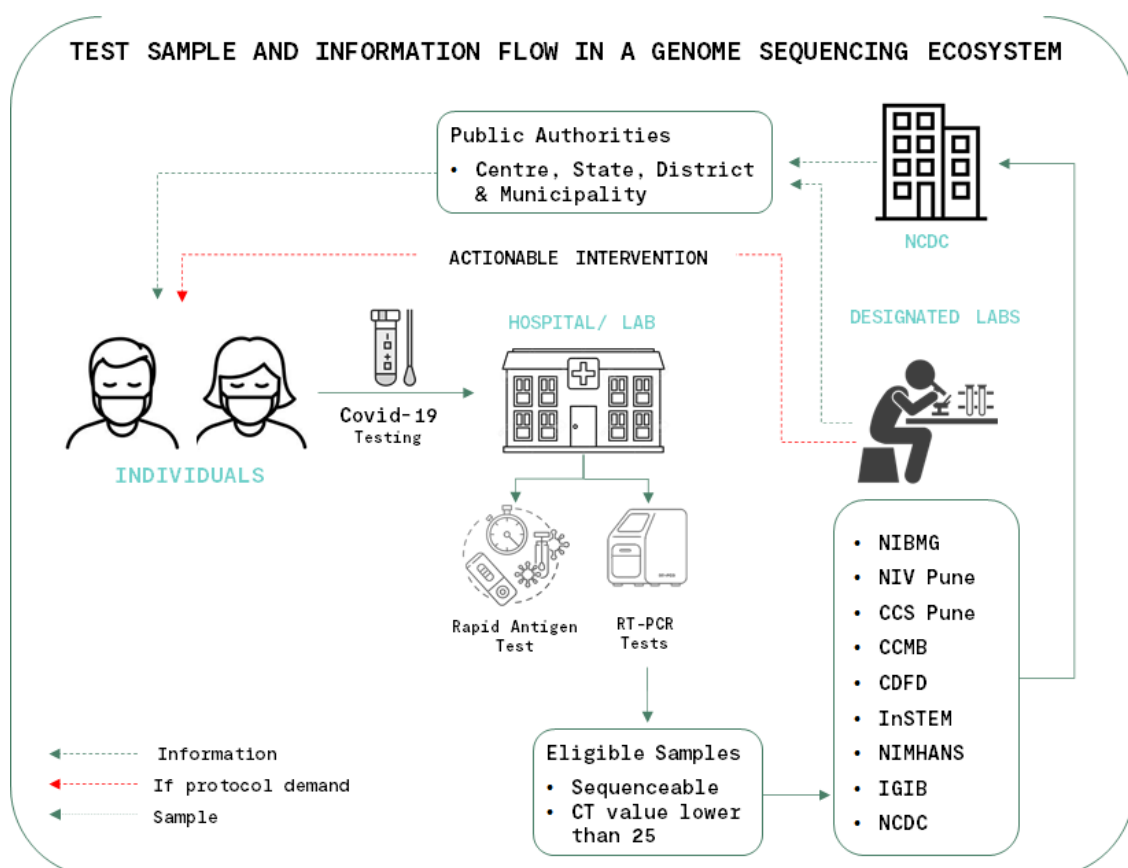 TEST SAMPLE AND INFORMATION FLOW IN A GENOME SEQUENCING ECOSYSTEM
Public Authorities
• Centre, State, District
& Municipality
NCDC
ACTIONABLE INTERVENTION
HOSPITAL/ LAB
DESIGNATED LABS
Covid-19
Testing
INDIVIDUALS
Rapid Antigen
Test
RT-PCR
RT-PCR
Tests
• NIBMG
• NIV Pune
• CCS Pune
• CCMB
• CDFD
• InSTEM
• NIMHANS
• IGIB
• NCDC
Eligible Samples
• Sequenceable
• CT value lower
than 25
Information
If protocol demand
Sample